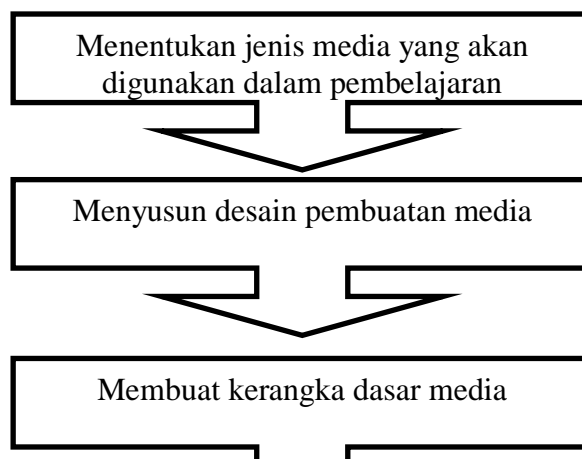 Menentukan jenis media yang akan
digunakan dalam pembelajaran
Menyusun desain pembuatan media
Membuat kerangka dasar media